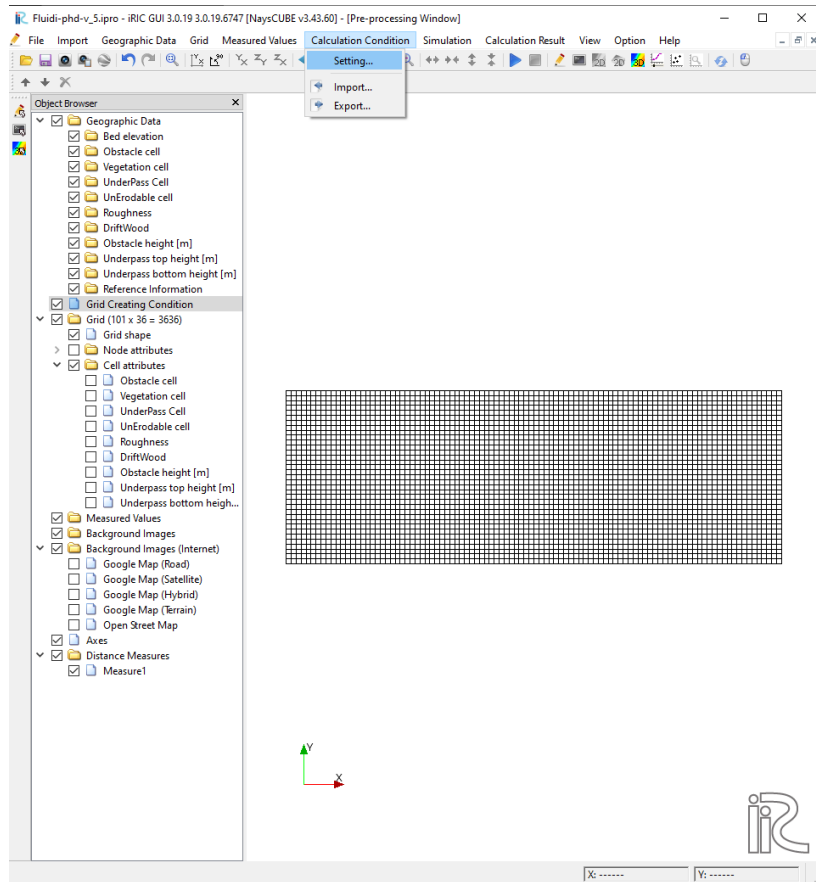 Fluidi-phd-v_5.ipro - iRIC GUI 3.0.19 3.0.19.6747 [NaysCUBE v3.43.60] - [Pre-processing Window]
File Import Geographic Data Grid Measured Values Calculation Condition Simulation Calculation Result View Option Help
Setting...
Import...
Export...
Object Browser
Geographic Data
Bed elevation
Obstacle cell
Vegetation cell
UnderPass Cell
UnErodable cell
Roughness
DriftWood
Obstacle height [m]
Underpass top height [m]
Underpass bottom height [m]
Reference Information
Grid Creating Condition
Grid (101 x 36 = 3636)
Grid shape
Node attributes
Cell attributes
Obstacle cell
Vegetation cell
UnderPass Cell
UnErodable cell
Roughness
DriftWood
Obstacle height [m]
Underpass top height [m]
Underpass bottom heigh...
Measured Values
Background Images
Background Images (Internet)
Google Map (Road)
Google Map (Satellite)
Google Map (Hybrid)
Google Map (Terrain)
Open Street Map
Axes
Distance Measures
Measure1
Y
X
iRIC
X: ------ Y: ------